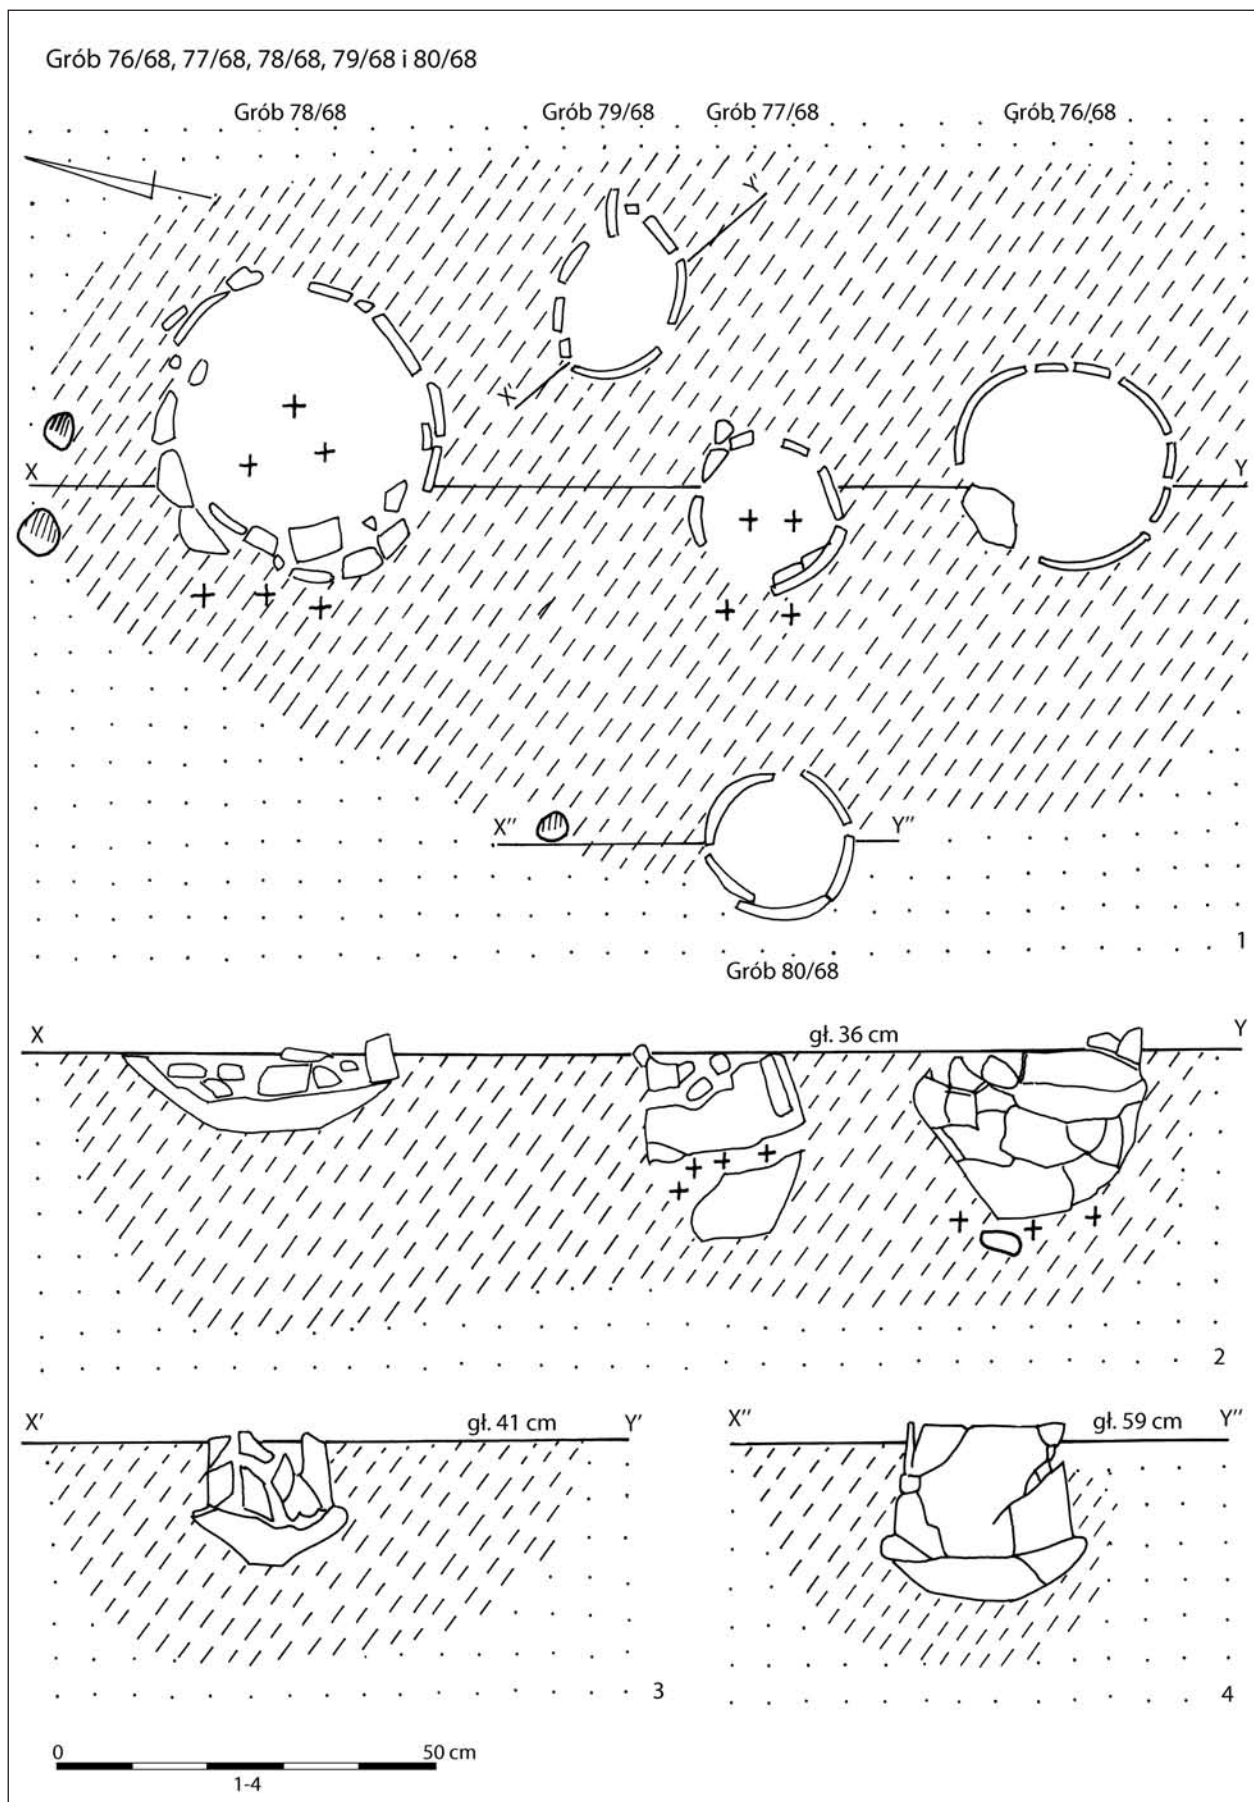 Grób 76/68, 77/68, 78/68, 79/68 i 80/68
Grób 78/68
Grób 79/68
Grób 77/68
Grób 76/68
Y'
X'
X
Y
X''
Y''
1
Grób 80/68
X
gł. 36 cm
Y
2
X'
gł. 41 cm
Y'
3
X''
gł. 59 cm
Y''
4
0
50 cm
1-4